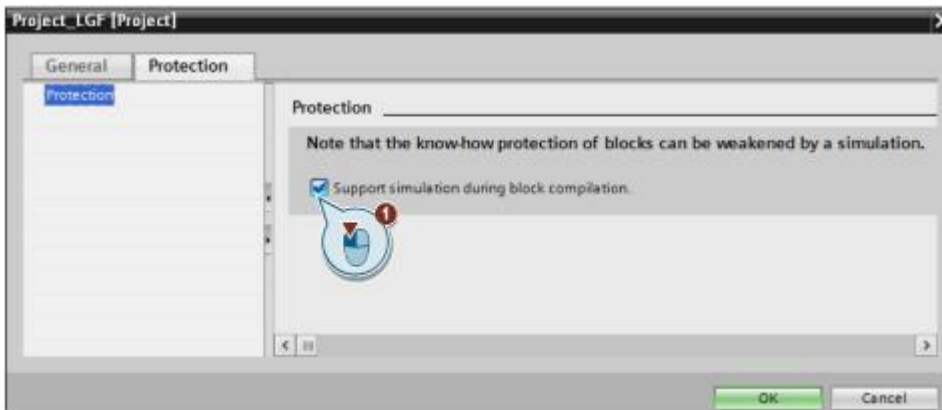 Project_LGF [Project]
General Protection
Protection
Protection
Note that the know-how protection of blocks can be weakened by a simulation.
Support simulation during block compilation.
1
OK Cancel